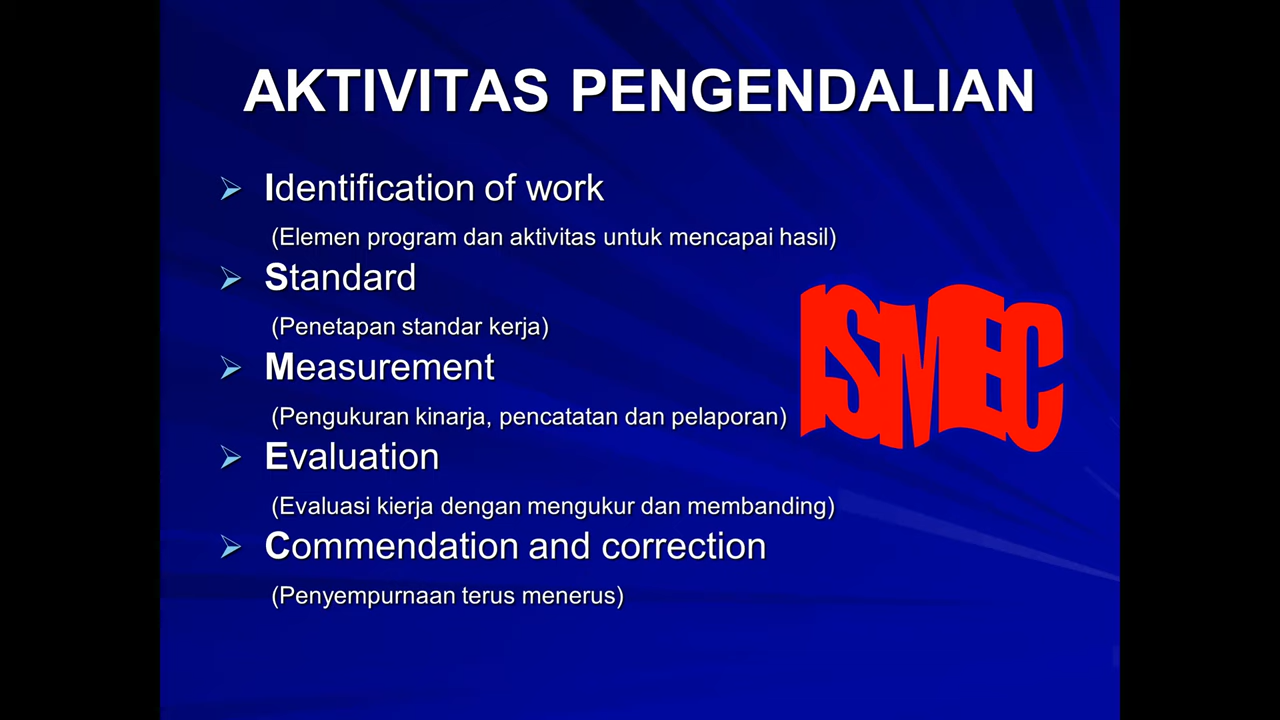 AKTIVITAS PENGENDALIAN
Identification of work
(Elemen program dan aktivitas untuk mencapai hasil)
Standard
(Penetapan standar kerja)
Measurement
(Pengukuran kinarja, pencatatan dan pelaporan)
Evaluation
(Evaluasi kierja dengan mengukur dan membanding)
Commendation and correction
(Penyempurnaan terus menerus)
ISMEC